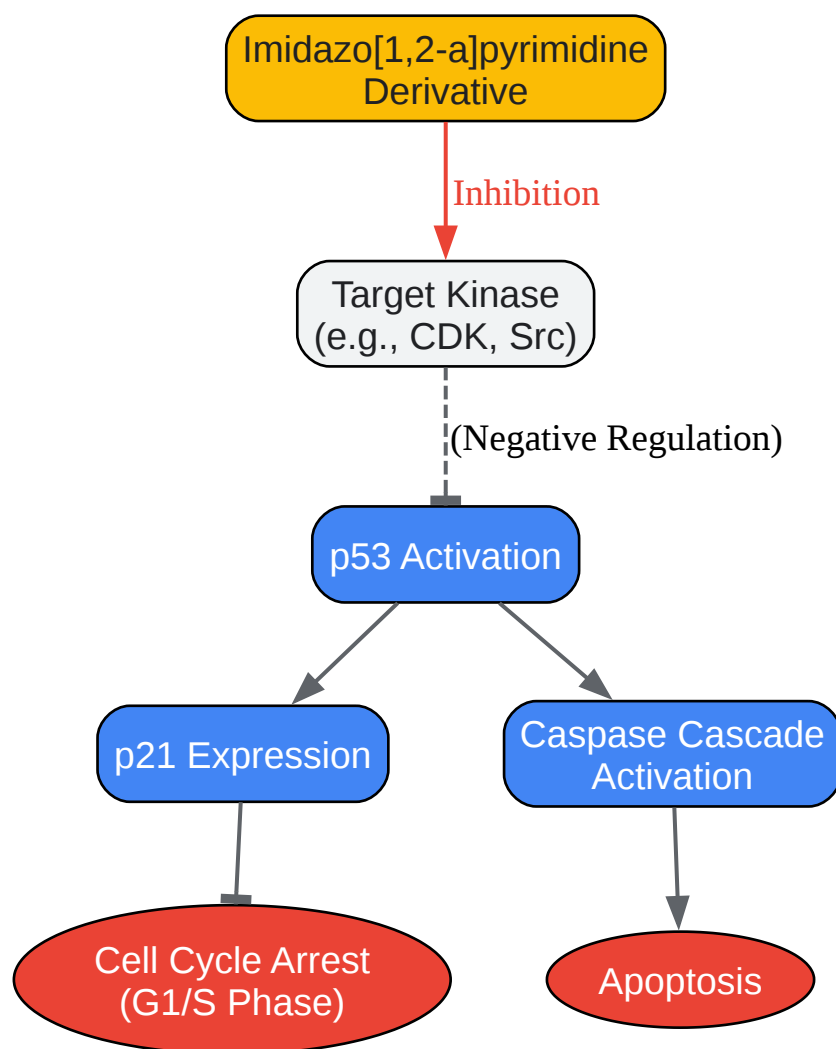 Imidazo[1,2-a]pyrimidine
Derivative
Inhibition
Target Kinase
(e.g., CDK, Src)
(Negative Regulation)
p53 Activation
p21 Expression
Caspase Cascade
Activation
Cell Cycle Arrest
(G1/S Phase)
Apoptosis